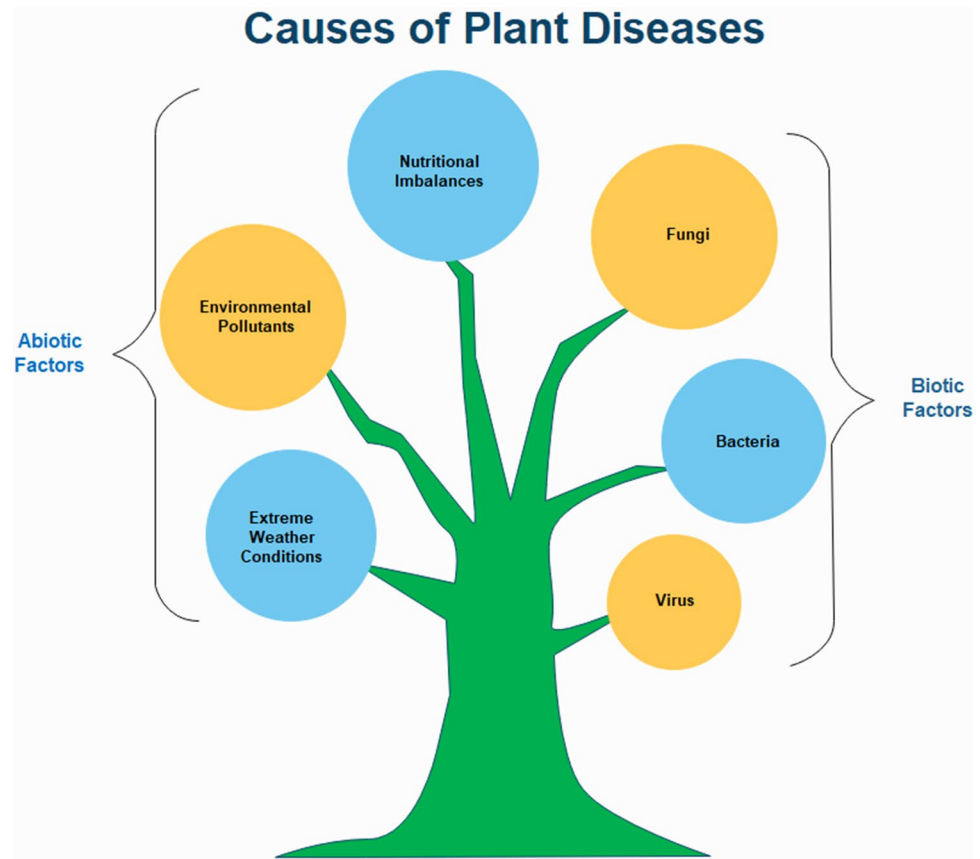 Causes of Plant Diseases
Nutritional
Imbalances
Fungi
Environmental
Pollutants
Abiotic
Factors
Biotic
Factors
Bacteria
Extreme
Weather
Conditions
Virus